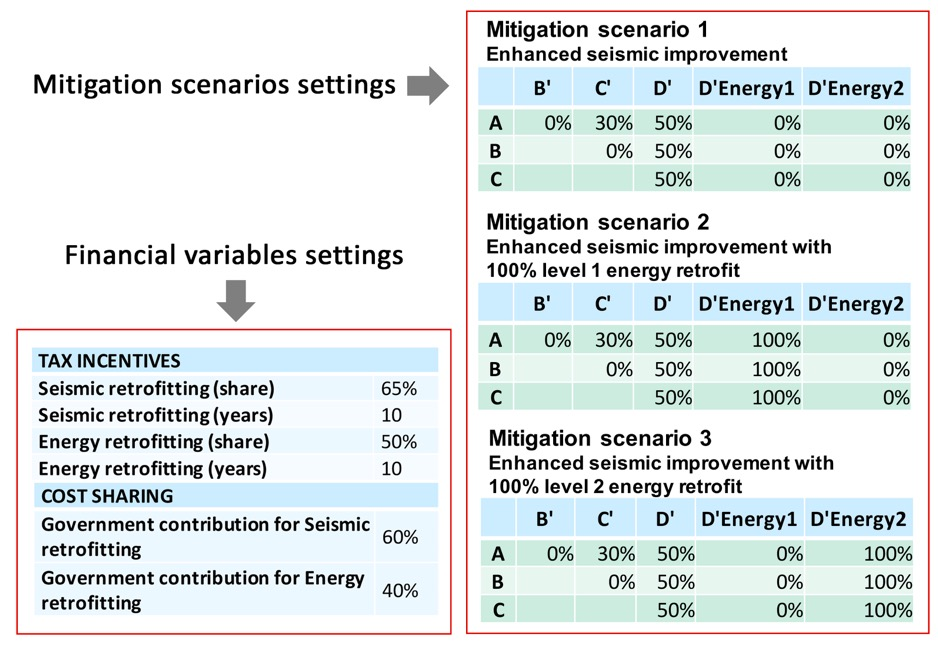 Mitigation scenarios settings
Financial variables settings
TAX INCENTIVES
Seismic retrofitting (share) 65%
Seismic retrofitting (years) 10
Energy retrofitting (share) 50%
Energy retrofitting (years) 10
COST SHARING
Government contribution for Seismic
retrofitting 60%
Government contribution for Energy
retrofitting 40%
Mitigation scenario 1
Enhanced seismic improvement
B' C' D' D'Energy1 D'Energy2
A 0% 30% 50% 0% 0%
B 0% 50% 0% 0%
C 50% 0% 0%
Mitigation scenario 2
Enhanced seismic improvement with
100% level 1 energy retrofit
B' C' D' D'Energy1 D'Energy2
A 0% 30% 50% 100% 0%
B 0% 50% 100% 0%
C 50% 100% 0%
Mitigation scenario 3
Enhanced seismic improvement with
100% level 2 energy retrofit
B' C' D' D'Energy1 D'Energy2
A 0% 30% 50% 0% 100%
B 0% 50% 0% 100%
C 50% 0% 100%